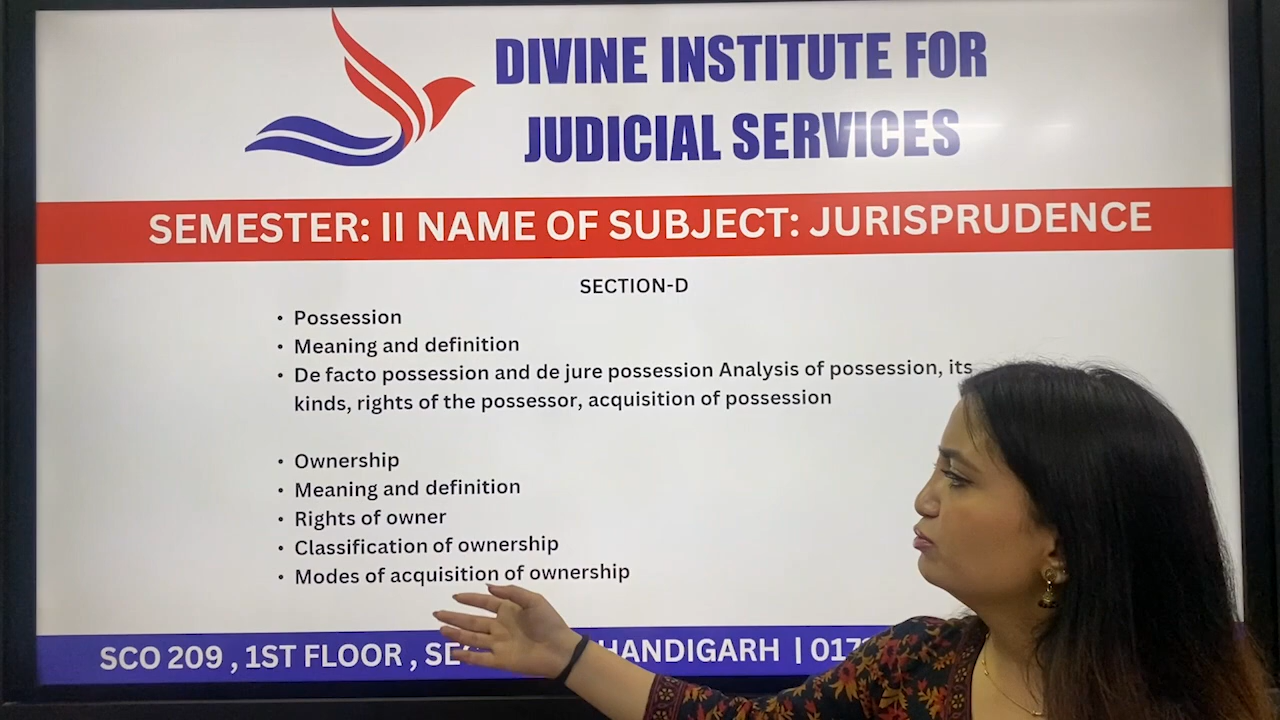 DIVINE INSTITUTE FOR
JUDICIAL SERVICES
SEMESTER: II NAME OF SUBJECT: JURISPRUDENCE
SECTION-D
• Possession
• Meaning and definition
• De facto possession and de jure possession Analysis of possession, its
kinds, rights of the possessor, acquisition of possession
• Ownership
• Meaning and definition
• Rights of owner
• Classification of ownership
• Modes of acquisition of ownership
SCO 209 , 1ST FLOOR , HANDIGARH |